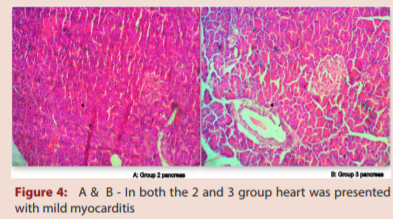 A: Group 2 pancreas
B: Group 3 pancreas
Figure 4: A & B - In both the 2 and 3 group heart was presented
with mild myocarditis